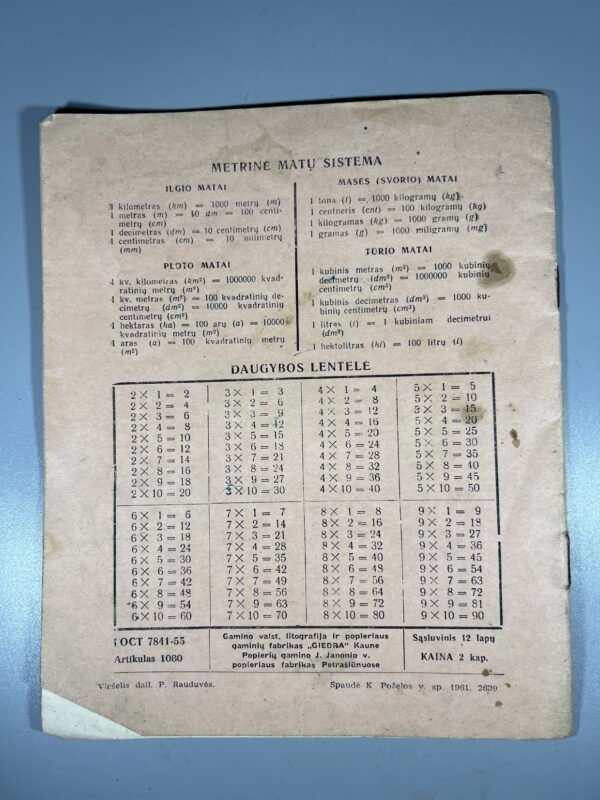 METRINĖ MATŲ SISTEMA
ILGIO MATAI
1 kilometras (km) = 1000 metrų (m)
1 metras (m) = 10 dm = 100 centi-
metrų (cm)
1 decimetras (dm) = 10 centimetrų (cm)
1 centimetras (cm) = 10 milimetrų
(mm)
PLOTO MATAI
1 kv. kilometras (km²) = 1000000 kvad-
ratinių metrų (m²)
1 kv. metras (m²) = 100 kvadratinių de-
cimetrų (dm²) = 10000 kvadratinių
centimetrų (cm²)
1 hektaras (ha) = 100 arų (a) = 10000
kvadratinių metrų (m²)
1 aras (a) = 100 kvadratinių metrų
(m²)
MASĖS (SVORIO) MATAI
1 tona (t) = 1000 kilogramų (kg).
1 centneris (cnt) = 100 kilogramų (kg)
1 kilogramas (kg) = 1000 gramų (g)
1 gramas (g) = 1000 miligramų (mg)
TŪRIO MATAI
1 kubinis metras (m³) = 1000 kubinių
decimetrų (dm³) = 1000000 kubinių
centimetrų (cm³)
1 kubinis decimetras (dm³) = 1000 ku-
binių centimetrų (cm³)
1 litras (l) = 1 kubiniam decimetrui
(dm³)
1 hektolitras (hl) = 100 litrų (l)
DAUGYBOS LENTELĖ
2 × 1 = 2
2 × 2 = 4
2 × 3 = 6
2 × 4 = 8
2 × 5 = 10
2 × 6 = 12
2 × 7 = 14
2 × 8 = 16
2 × 9 = 18
2 × 10 = 20
3 × 1 = 3
3 × 2 = 6
3 × 3 = 9
3 × 4 = 12
3 × 5 = 15
3 × 6 = 18
3 × 7 = 21
3 × 8 = 24
3 × 9 = 27
3 × 10 = 30
4 × 1 = 4
4 × 2 = 8
4 × 3 = 12
4 × 4 = 16
4 × 5 = 20
4 × 6 = 24
4 × 7 = 28
4 × 8 = 32
4 × 9 = 36
4 × 10 = 40
5 × 1 = 5
5 × 2 = 10
5 × 3 = 15
5 × 4 = 20
5 × 5 = 25
5 × 6 = 30
5 × 7 = 35
5 × 8 = 40
5 × 9 = 45
5 × 10 = 50
6 × 1 = 6
6 × 2 = 12
6 × 3 = 18
6 × 4 = 24
6 × 5 = 30
6 × 6 = 36
6 × 7 = 42
6 × 8 = 48
6 × 9 = 54
6 × 10 = 60
7 × 1 = 7
7 × 2 = 14
7 × 3 = 21
7 × 4 = 28
7 × 5 = 35
7 × 6 = 42
7 × 7 = 49
7 × 8 = 56
7 × 9 = 63
7 × 10 = 70
8 × 1 = 8
8 × 2 = 16
8 × 3 = 24
8 × 4 = 32
8 × 5 = 40
8 × 6 = 48
8 × 7 = 56
8 × 8 = 64
8 × 9 = 72
8 × 10 = 80
9 × 1 = 9
9 × 2 = 18
9 × 3 = 27
9 × 4 = 36
9 × 5 = 45
9 × 6 = 54
9 × 7 = 63
9 × 8 = 72
9 × 9 = 81
9 × 10 = 90
ГОСТ 7841-55
Artikulas 1080
Gamino valst. litografija ir popieriaus
gaminių fabrikas „GIEDRA" Kaune
Popierių gamino J. Janonio v.
popieriaus fabrikas Petrašiūnuose
Sąsiuvinis 12 lapų
KAINA 2 kap.
Viršelis dail. P. Rauduvės.
Spaudė K Poželos v. sp. 1961. 2639